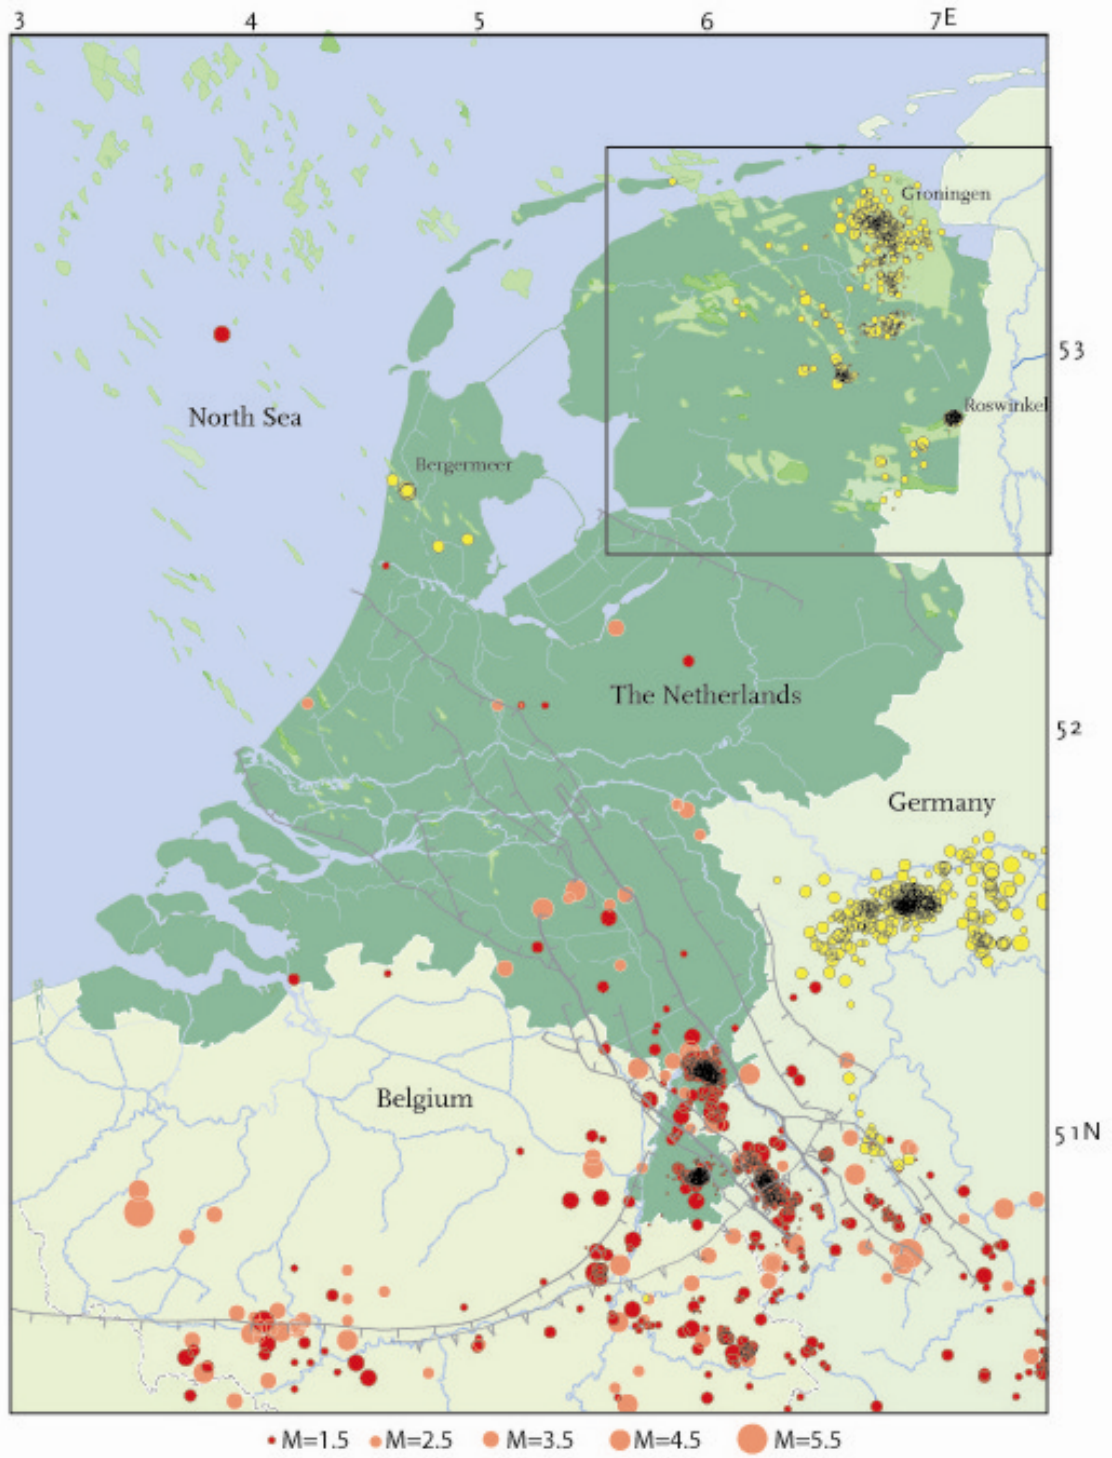 3 4 5 6 7E
Groningen
53
Roswinkel
North Sea
Bergermeer
The Netherlands
52
Germany
Belgium
51N
M=1.5 M=2.5 M=3.5 M=4.5 M=5.5